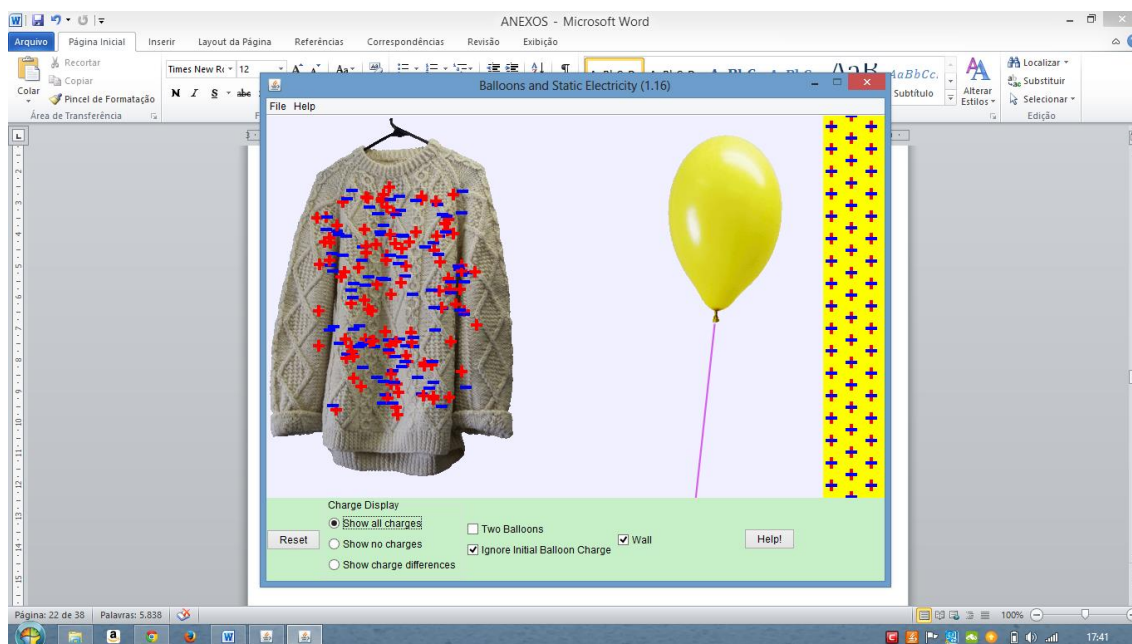 ANEXOS - Microsoft Word
Arquivo Página Inicial Inserir Layout da Página Referências Correspondências Revisão Exibição
Colar
Recortar
Copiar
Pincel de Formatação
Área de Transferência
Times New Ro 12
N I S abc
Subtítulo
Alterar
Estilos
Localizar
Substituir
Selecionar
Edição
Balloons and Static Electricity (1.16)
File Help
Charge Display
Reset
Show all charges
Show no charges
Show charge differences
Two Balloons
Ignore Initial Balloon Charge
Wall
Help!
Página: 22 de 38 Palavras: 5.838
100%
17:41